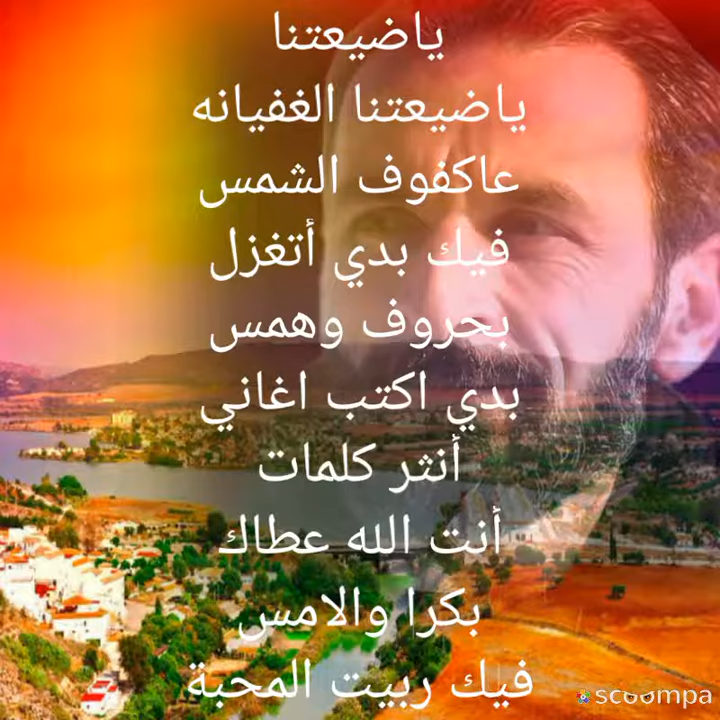 ياضيعتنا
ياضيعتنا الغفيانه
عاكفوف الشمس
فيك بدي أتغزل
بحروف وهمس
بدي اكتب اغاني
أنثر كلمات
أنت الله عطاك
بكرا والامس
فيك ربيت المحبة
scoompa